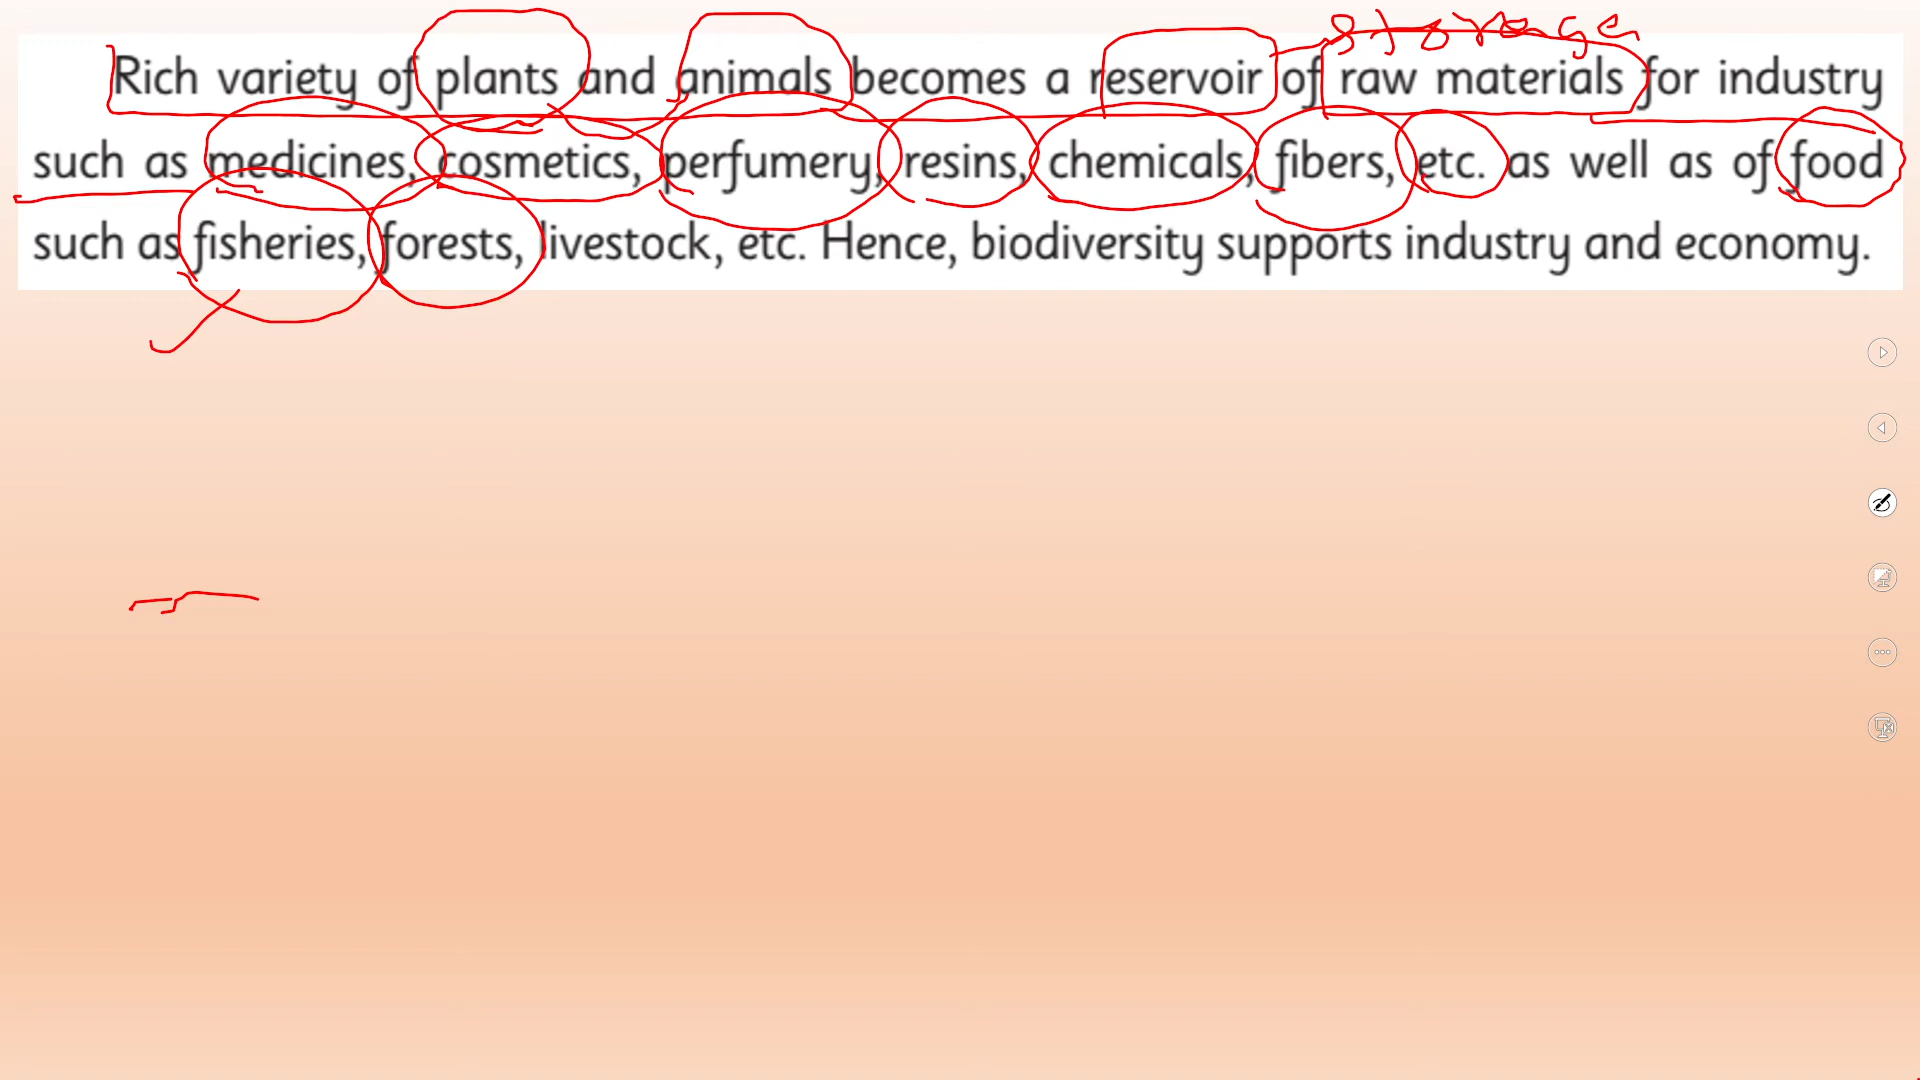 storage
Rich variety of plants and animals becomes a reservoir of raw materials for industry
such as medicines, cosmetics, perfumery, resins, chemicals, fibers, etc. as well as of food
such as fisheries, forests, livestock, etc. Hence, biodiversity supports industry and economy.